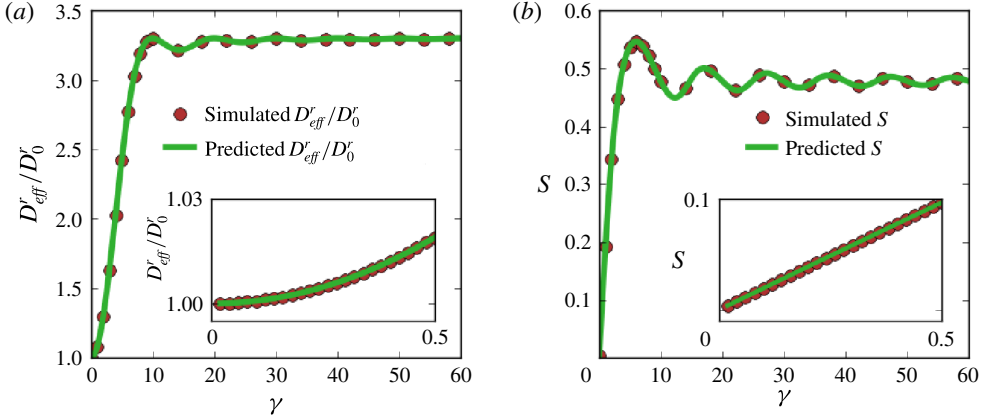 (a)
3.5
3.0
2.5
2.0
1.5
1.0
D^r_eff/D^r_0
Simulated D^r_eff/D^r_0
Predicted D^r_eff/D^r_0
1.03
1.00
D^r_eff/D^r_0
0
0.5
0 10 20 30 40 50 60
γ
(b)
0.6
0.5
0.4
0.3
0.2
0.1
S
Simulated S
Predicted S
0.1
S
0
0.5
0 10 20 30 40 50 60
γ